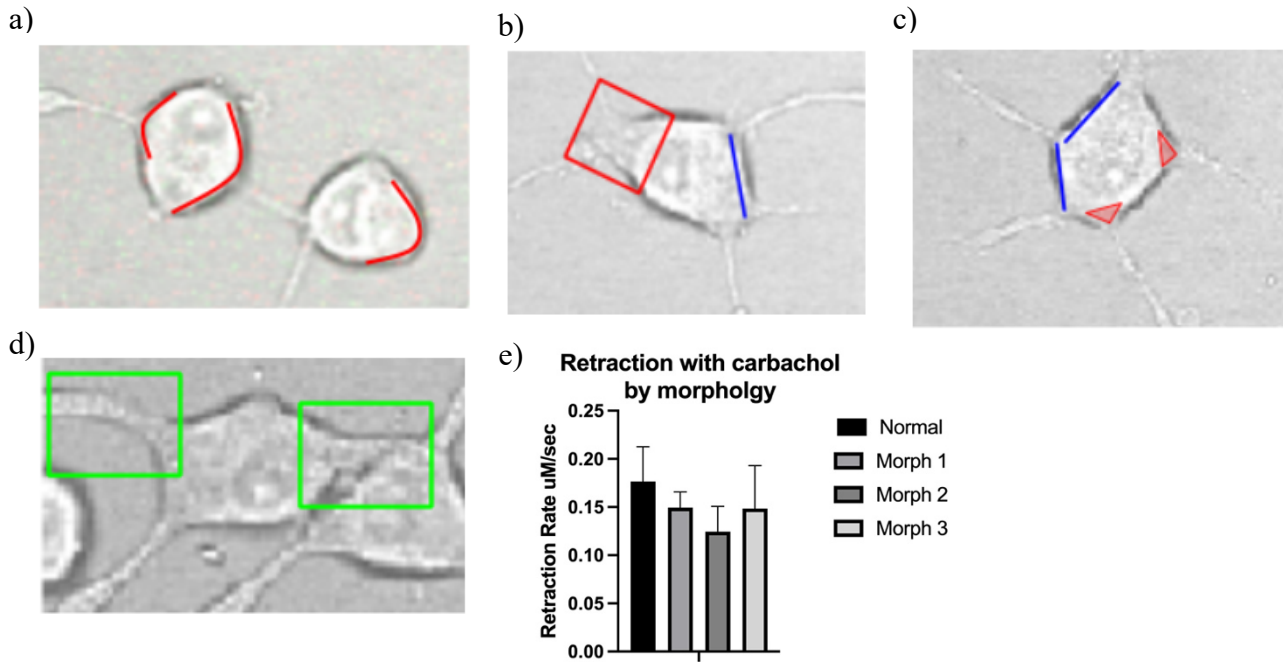 a)
b)
c)
d)
e)
Retraction with carbachol
by morpholgy
Retraction Rate uM/sec
0.25
0.20
0.15
0.10
0.05
0.00
Normal
Morph 1
Morph 2
Morph 3